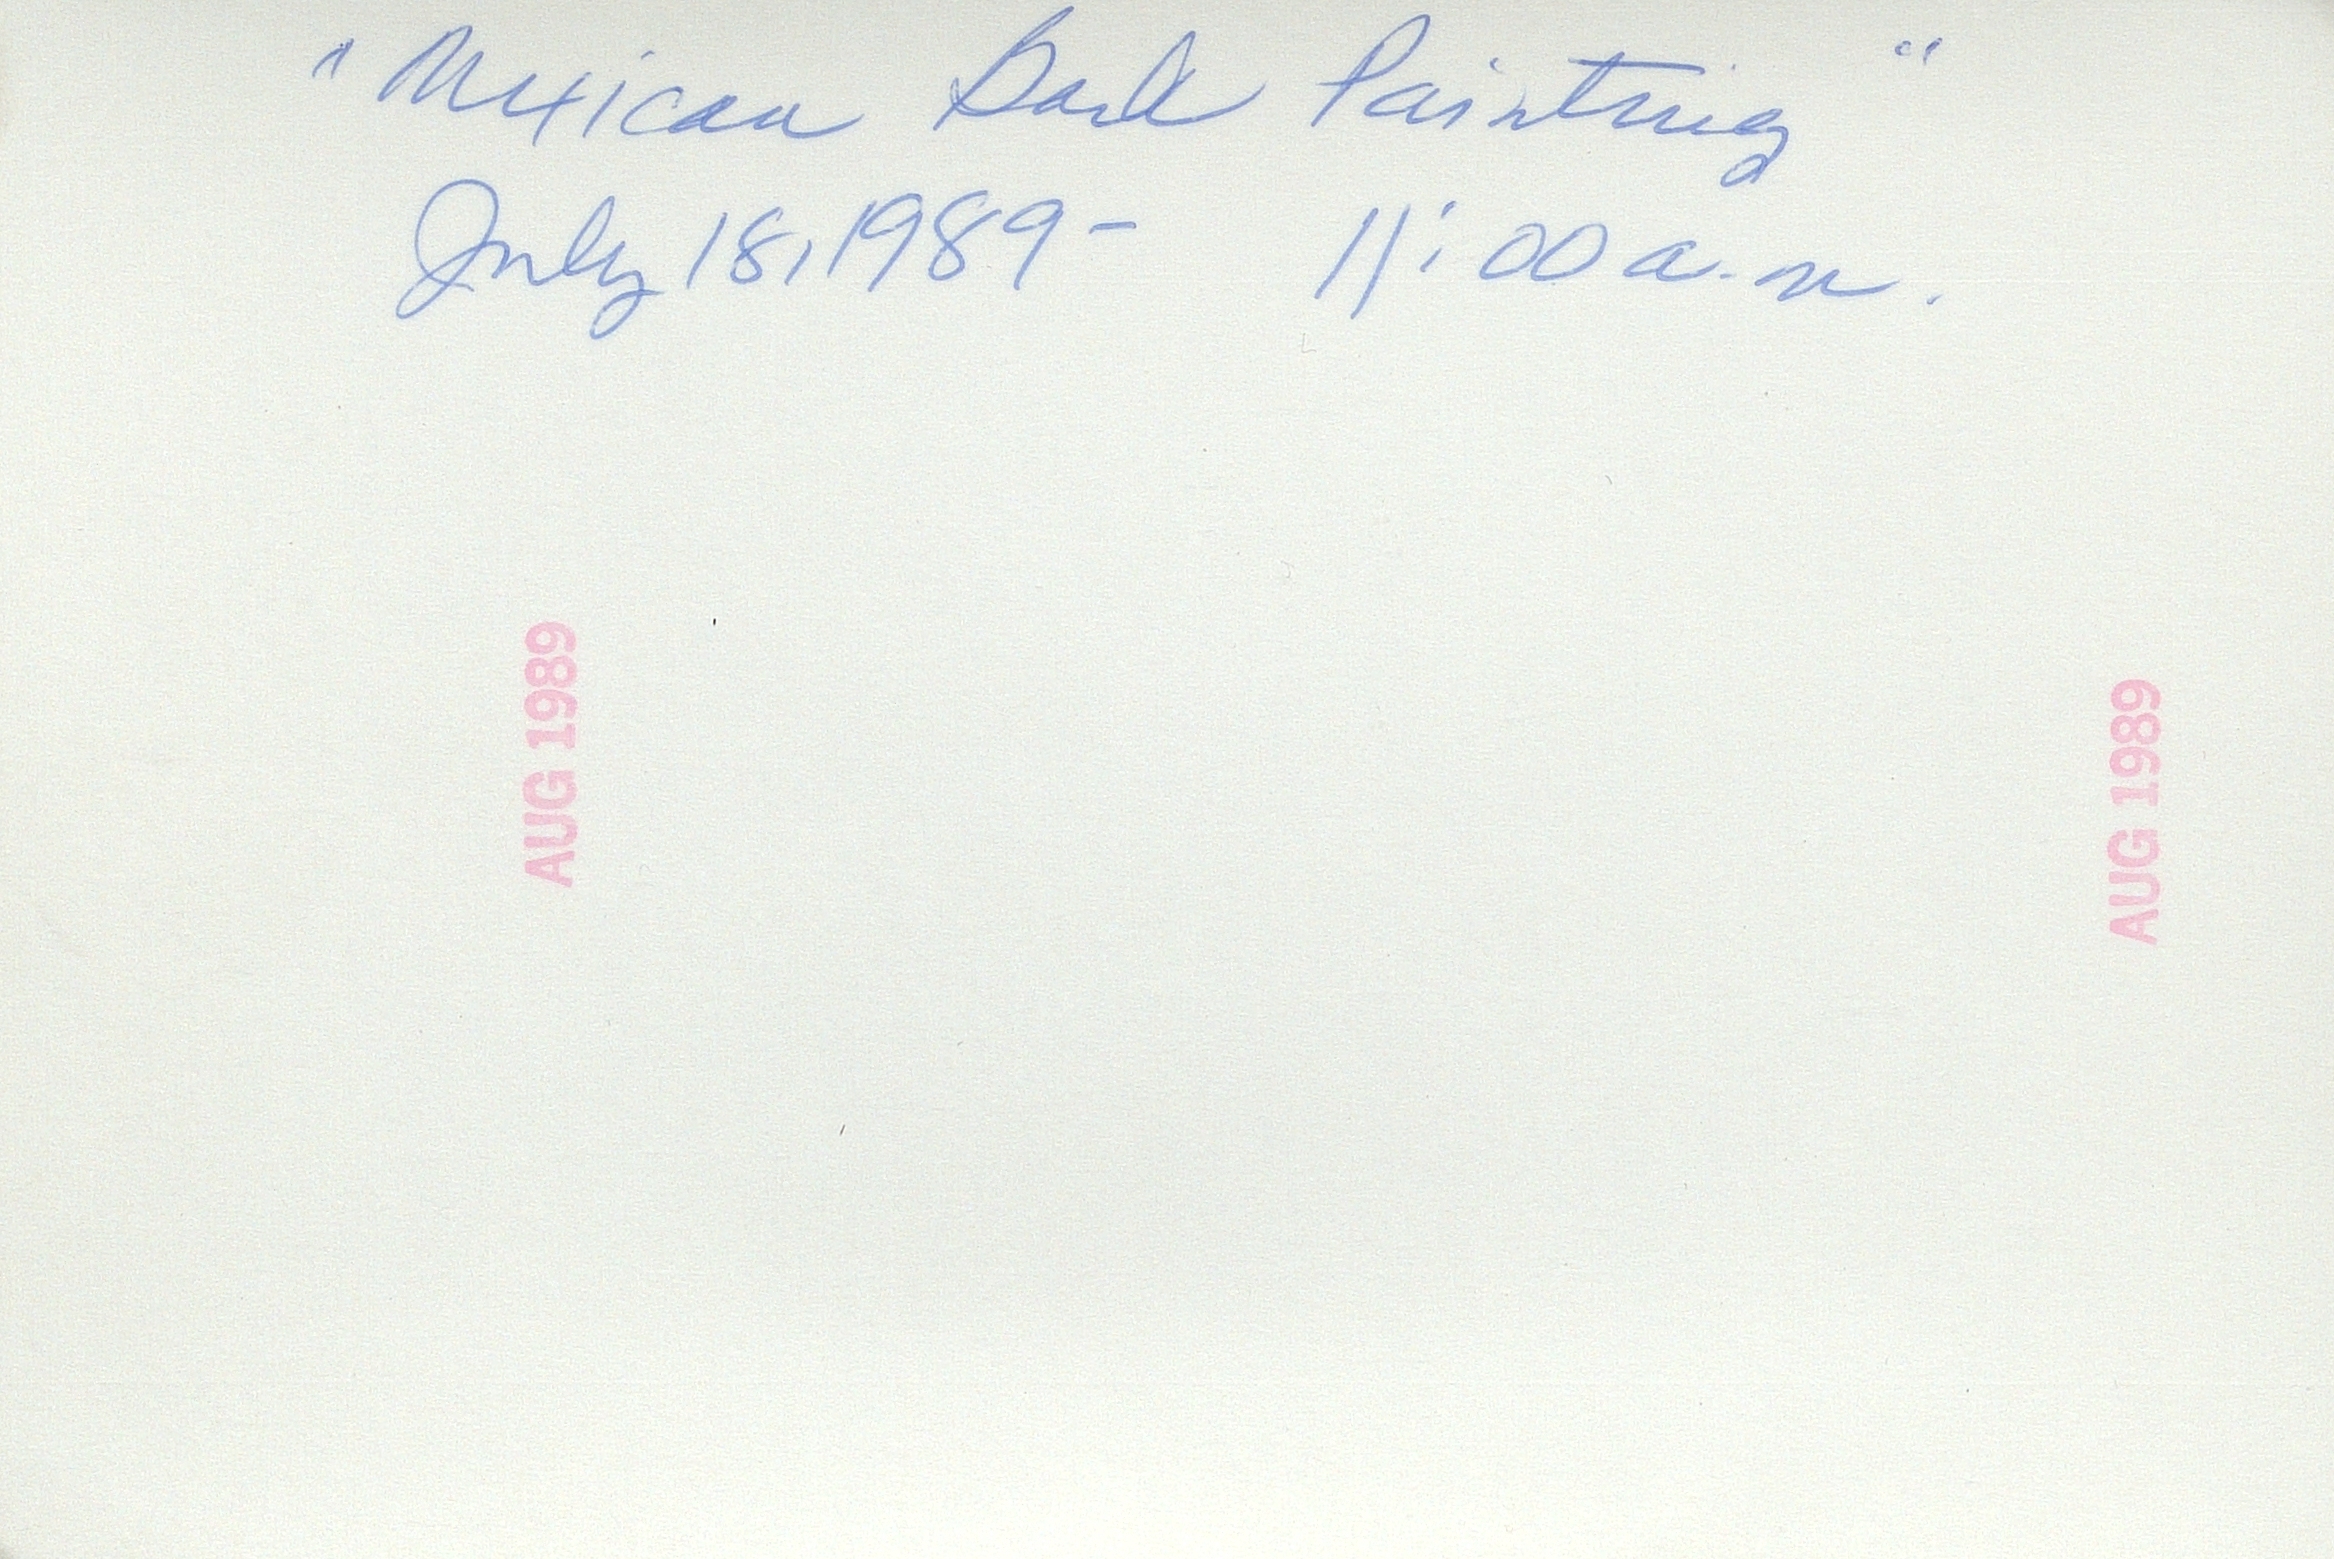 "Mexican Bark Painting"
July 18, 1989 - 11:00 a.m.
AUG 1989
AUG 1989